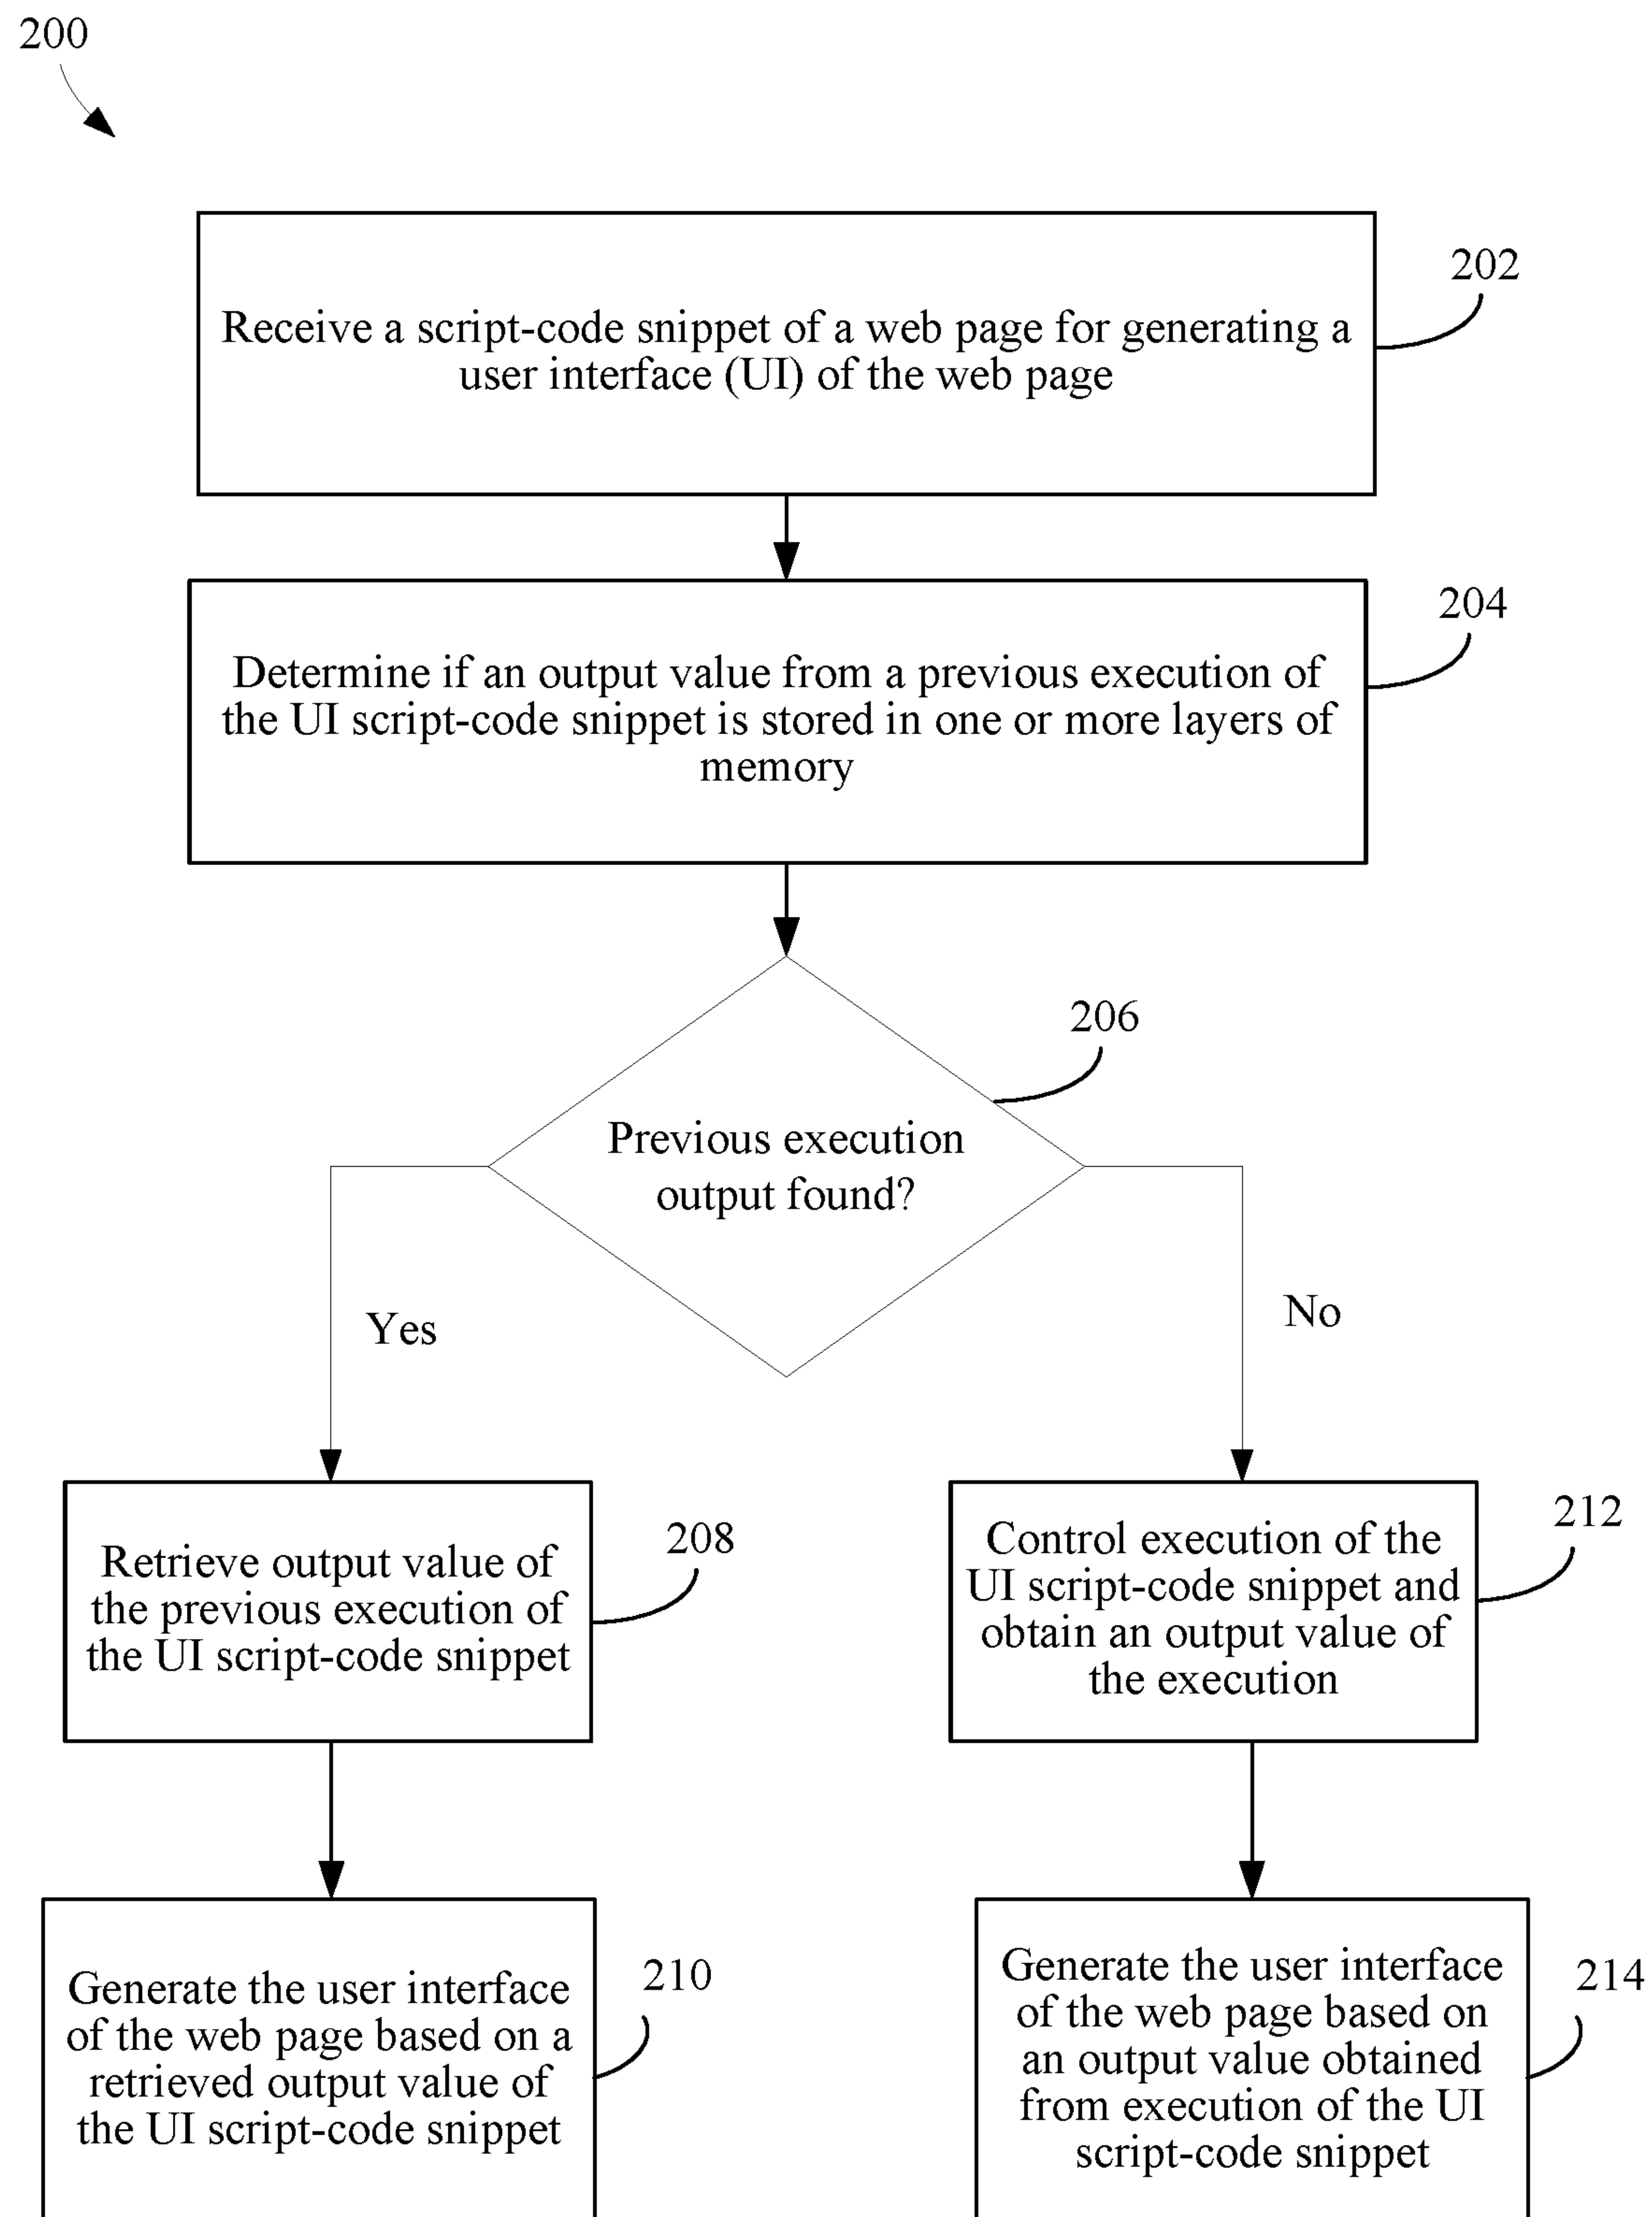 200
202
Receive a script-code snippet of a web page for generating a
user interface (UI) of the web page
204
Determine if an output value from a previous execution of
the UI script-code snippet is stored in one or more layers of
memory
206
Previous execution
output found?
Yes
No
208
Retrieve output value of
the previous execution of
the UI script-code snippet
212
Control execution of the
UI script-code snippet and
obtain an output value of
the execution
210
Generate the user interface
of the web page based on a
retrieved output value of
the UI script-code snippet
214
Generate the user interface
of the web page based on
an output value obtained
from execution of the UI
script-code snippet